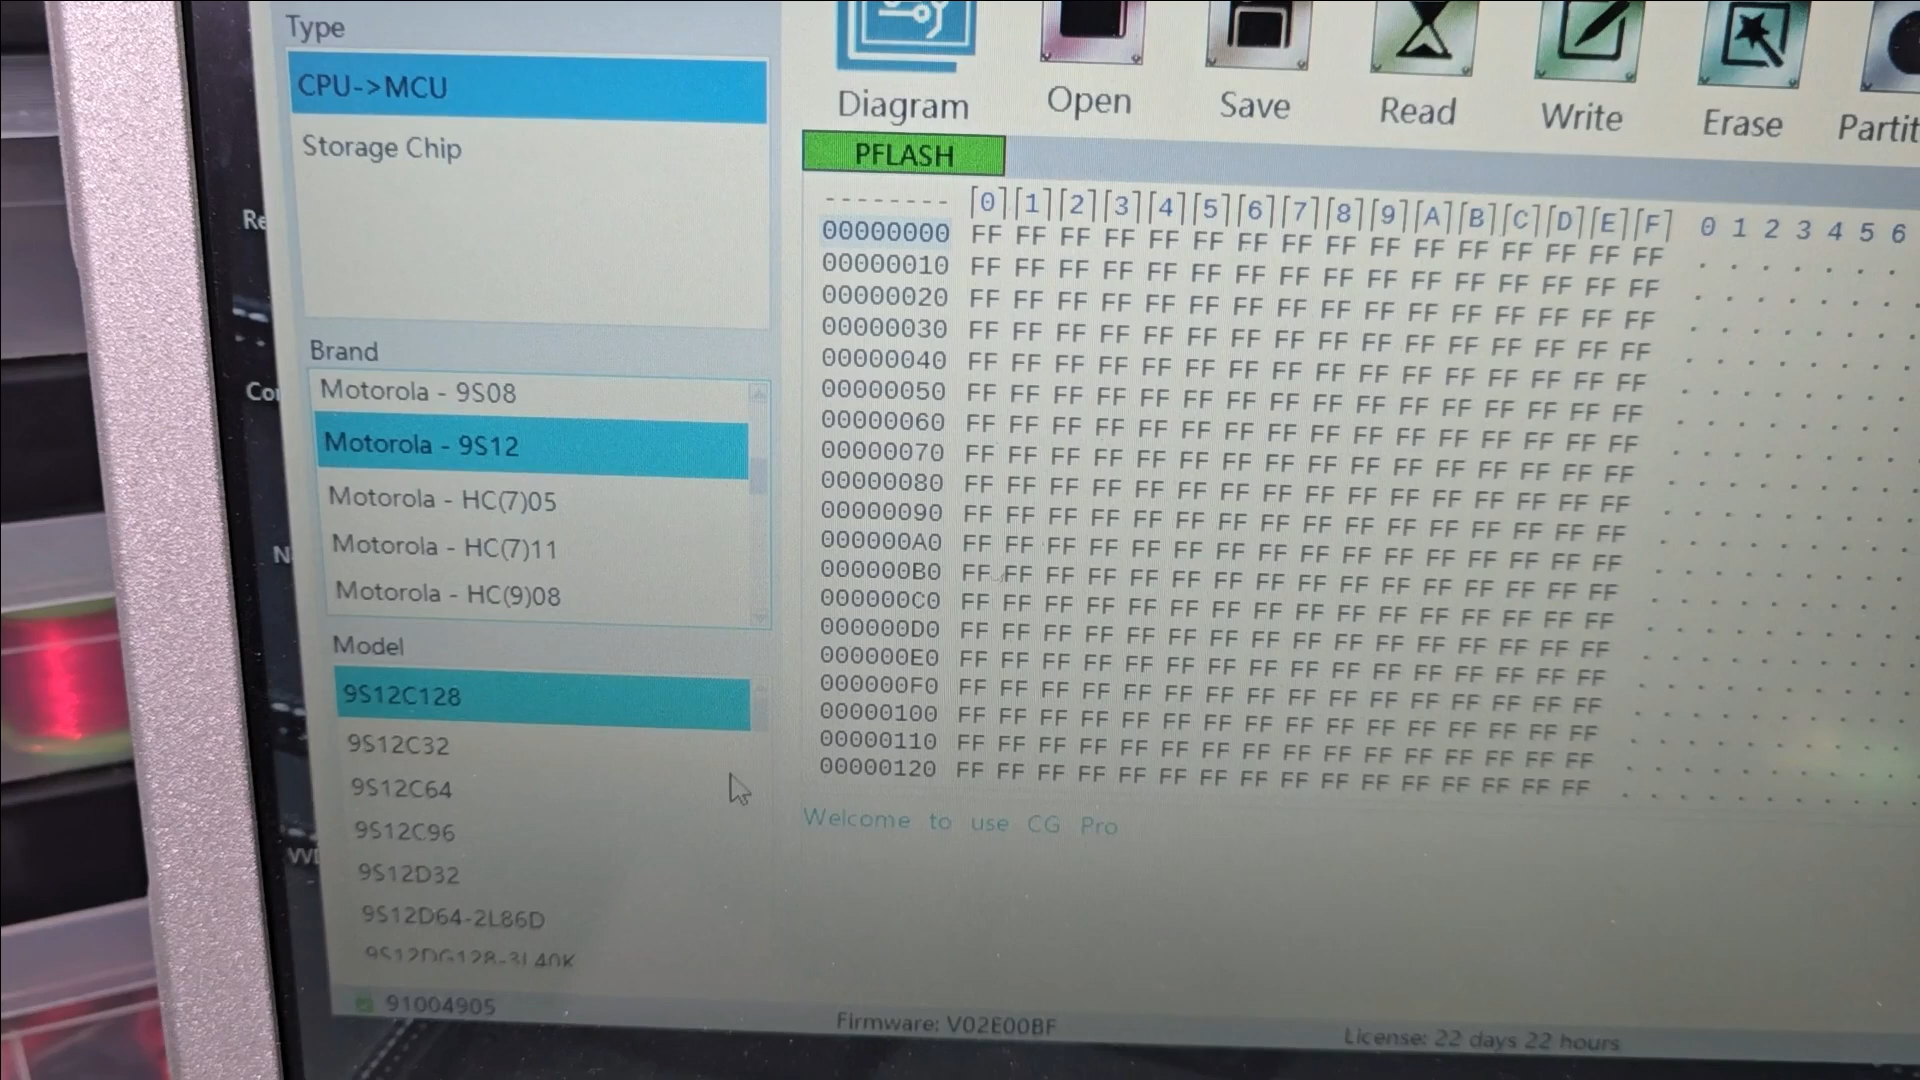 Type
CPU->MCU
Storage Chip
Brand
Motorola - 9S08
Motorola - 9S12
Motorola - HC(7)05
Motorola - HC(7)11
Motorola - HC(9)08
Model
9S12C128
9S12C32
9S12C64
9S12C96
9S12D32
9S12D64-2L86D
9S12DG128-3L40K
91004905
Diagram Open Save Read Write Erase Partit
PFLASH
-------- [0][1][2][3][4][5][6][7][8][9][A][B][C][D][E][F] 0 1 2 3 4 5 6
00000000 FF FF FF FF FF FF FF FF FF FF FF FF FF FF FF FF . . . . . . .
00000010 FF FF FF FF FF FF FF FF FF FF FF FF FF FF FF FF . . . . . . .
00000020 FF FF FF FF FF FF FF FF FF FF FF FF FF FF FF FF . . . . . . .
00000030 FF FF FF FF FF FF FF FF FF FF FF FF FF FF FF FF . . . . . . .
00000040 FF FF FF FF FF FF FF FF FF FF FF FF FF FF FF FF . . . . . . .
00000050 FF FF FF FF FF FF FF FF FF FF FF FF FF FF FF FF . . . . . . .
00000060 FF FF FF FF FF FF FF FF FF FF FF FF FF FF FF FF . . . . . . .
00000070 FF FF FF FF FF FF FF FF FF FF FF FF FF FF FF FF . . . . . . .
00000080 FF FF FF FF FF FF FF FF FF FF FF FF FF FF FF FF . . . . . . .
00000090 FF FF FF FF FF FF FF FF FF FF FF FF FF FF FF FF . . . . . . .
000000A0 FF FF FF FF FF FF FF FF FF FF FF FF FF FF FF FF . . . . . . .
000000B0 FF FF FF FF FF FF FF FF FF FF FF FF FF FF FF FF . . . . . . .
000000C0 FF FF FF FF FF FF FF FF FF FF FF FF FF FF FF FF . . . . . . .
000000D0 FF FF FF FF FF FF FF FF FF FF FF FF FF FF FF FF . . . . . . .
000000E0 FF FF FF FF FF FF FF FF FF FF FF FF FF FF FF FF . . . . . . .
000000F0 FF FF FF FF FF FF FF FF FF FF FF FF FF FF FF FF . . . . . . .
00000100 FF FF FF FF FF FF FF FF FF FF FF FF FF FF FF FF . . . . . . .
00000110 FF FF FF FF FF FF FF FF FF FF FF FF FF FF FF FF . . . . . . .
00000120 FF FF FF FF FF FF FF FF FF FF FF FF FF FF FF FF . . . . . . .
Welcome to use CG Pro
Firmware: V02E00BF
License: 22 days 22 hours